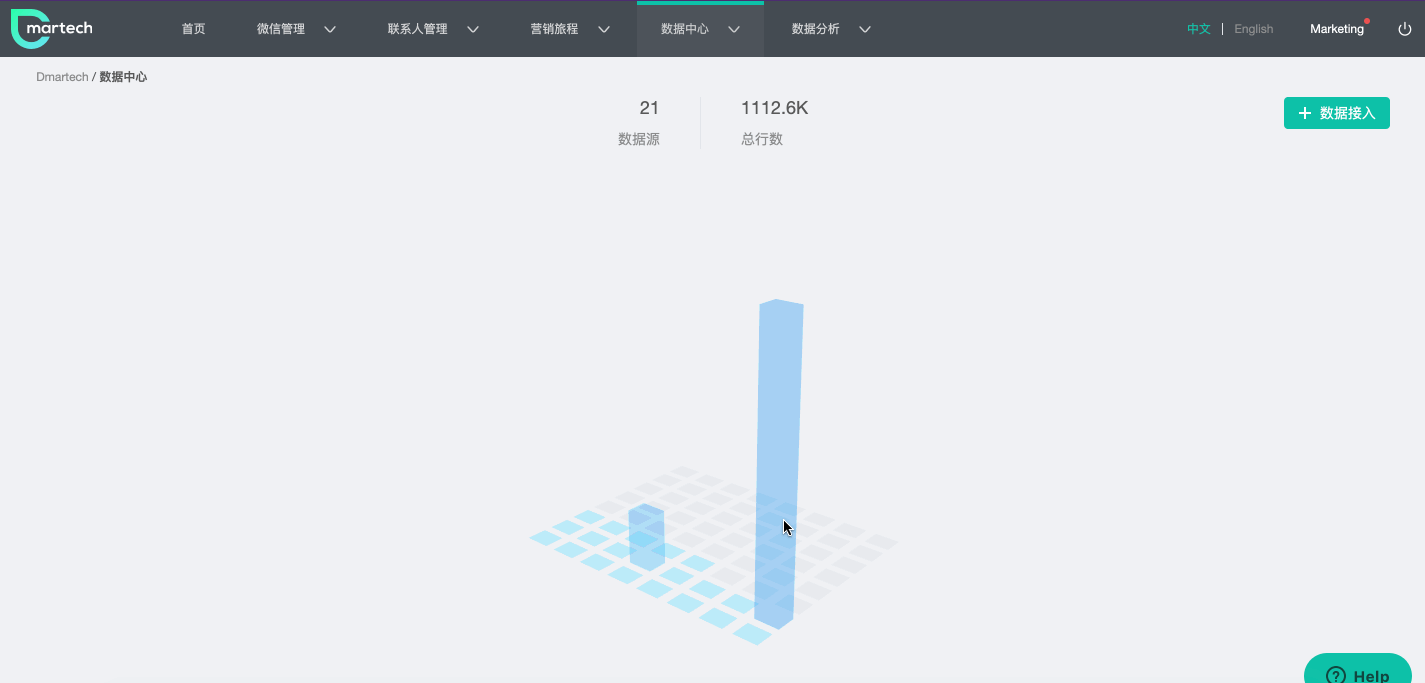 martech
首页
微信管理
联系人管理
营销旅程
数据中心
数据分析
中文 | English
Marketing
Dmartech / 数据中心
21
数据源
1112.6K
总行数
+ 数据接入
? Help